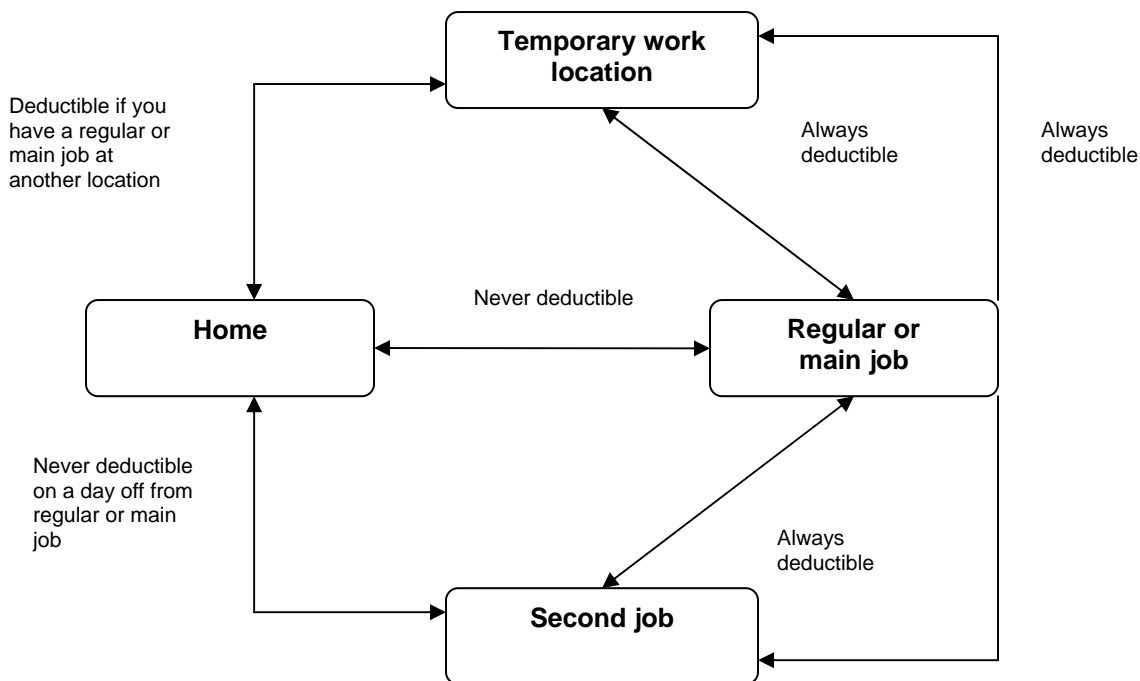 Temporary work
location
Deductible if you
have a regular or
main job at
another location
Always
deductible
Always
deductible
Never deductible
Home
Regular or
main job
Never deductible
on a day off from
regular or main
job
Always
deductible
Second job